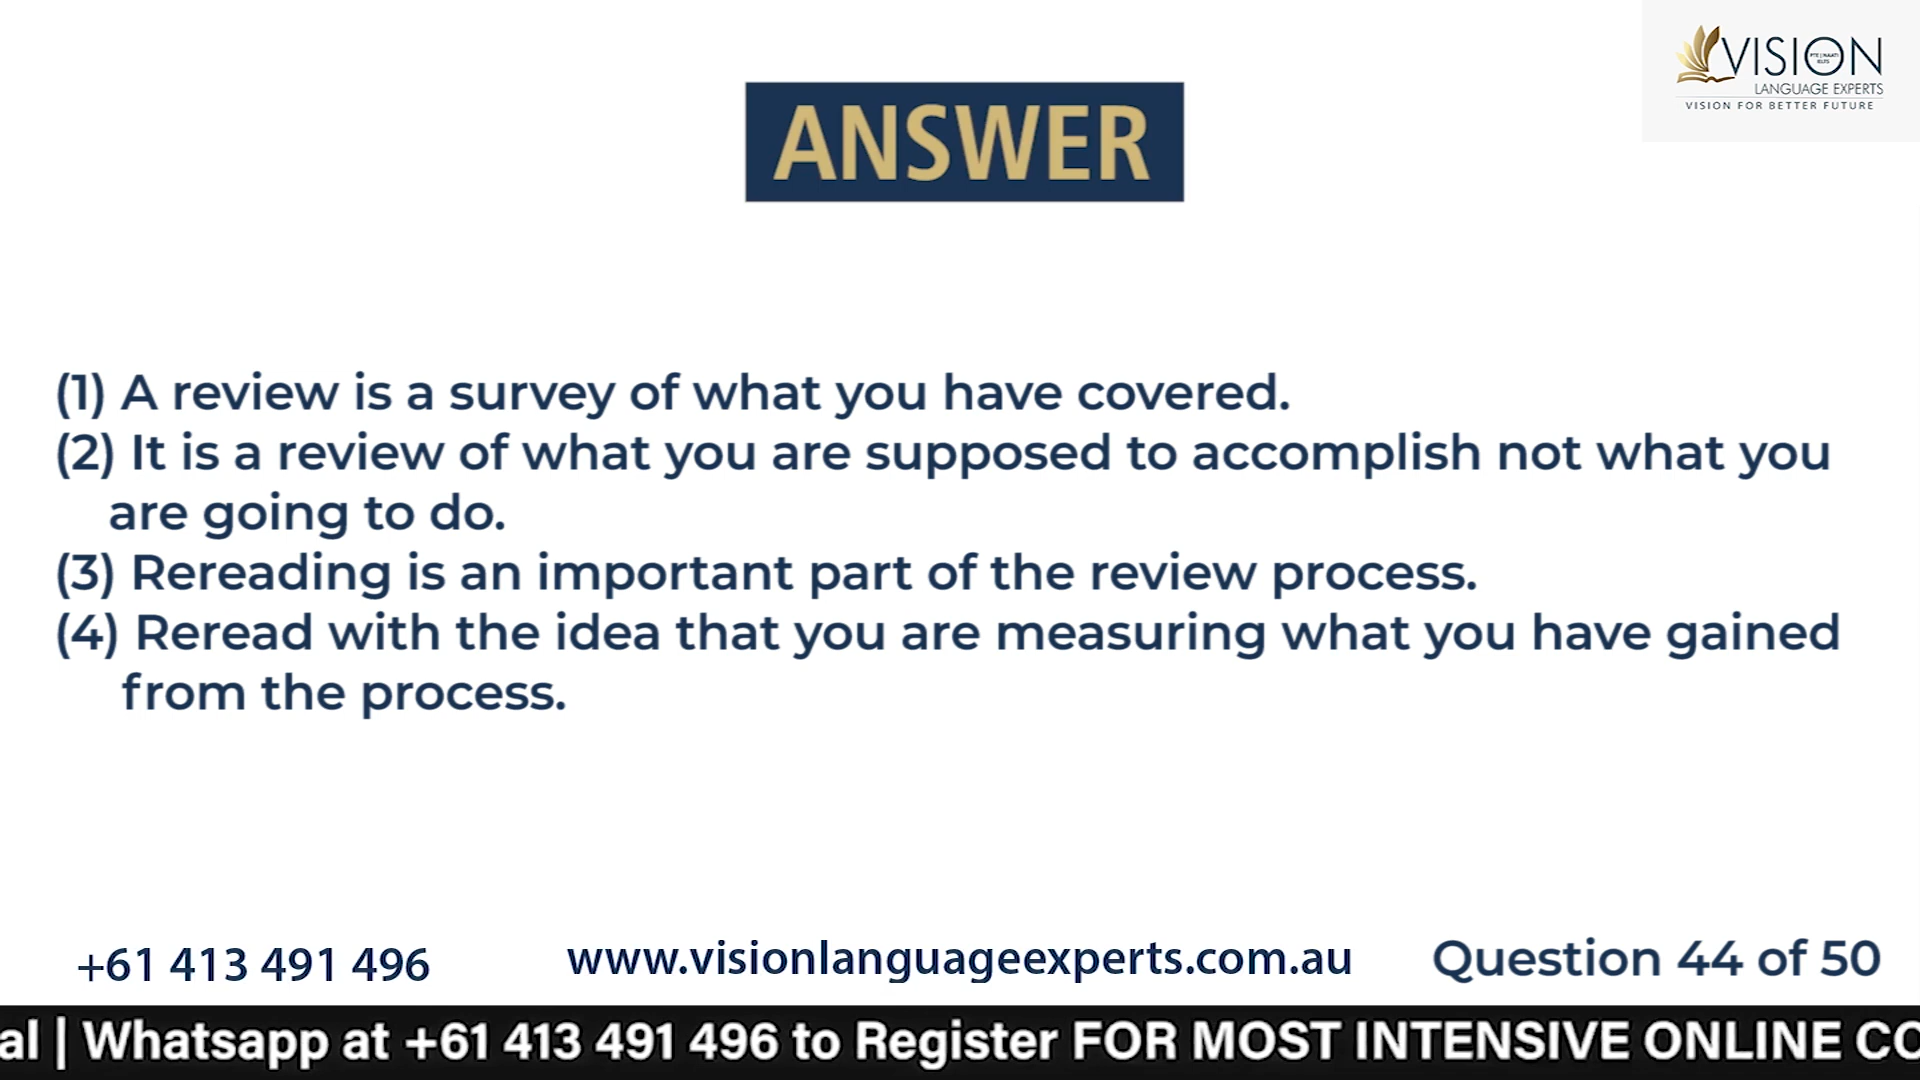 VISION
LANGUAGE EXPERTS
VISION FOR BETTER FUTURE
ANSWER
(1) A review is a survey of what you have covered.
(2) It is a review of what you are supposed to accomplish not what you
are going to do.
(3) Rereading is an important part of the review process.
(4) Reread with the idea that you are measuring what you have gained
from the process.
+61 413 491 496
www.visionlanguageexperts.com.au
Question 44 of 50
al | Whatsapp at +61 413 491 496 to Register FOR MOST INTENSIVE ONLINE CO